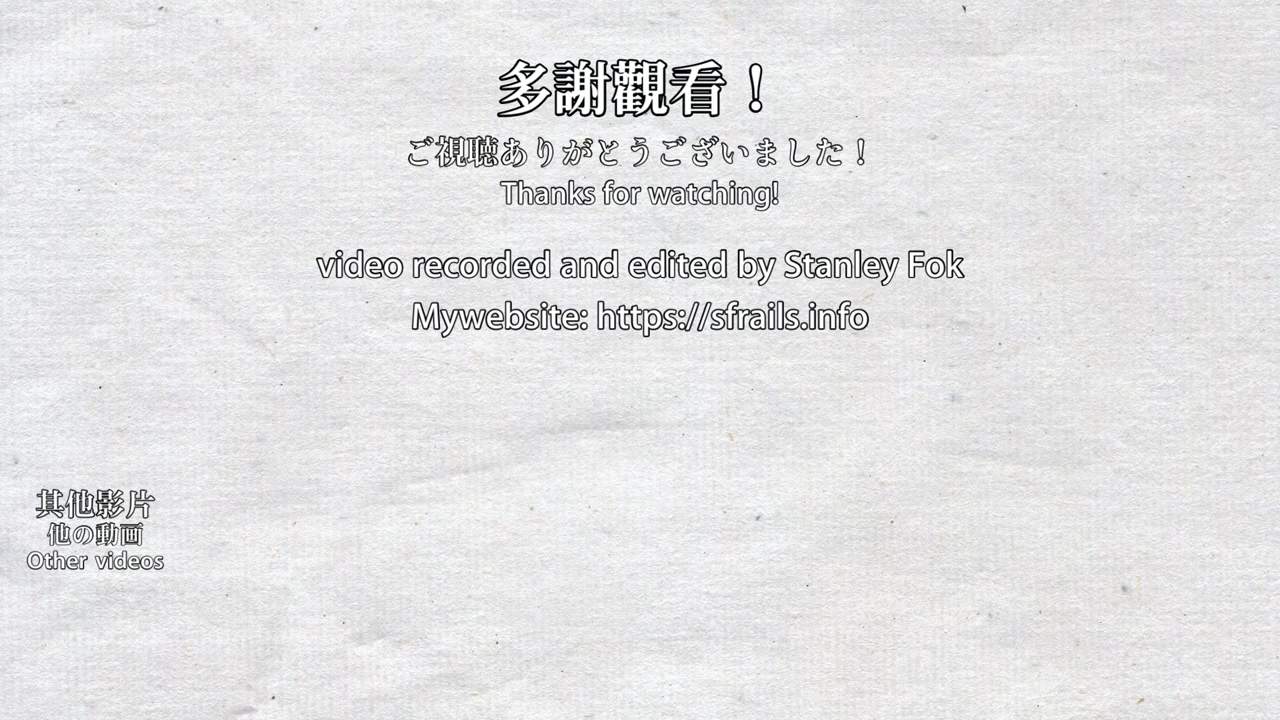 多謝觀看！
ご視聴ありがとうございました！
Thanks for watching!
video recorded and edited by Stanley Fok
Mywebsite: https://sfrails.info
其他影片
他の動画
Other videos